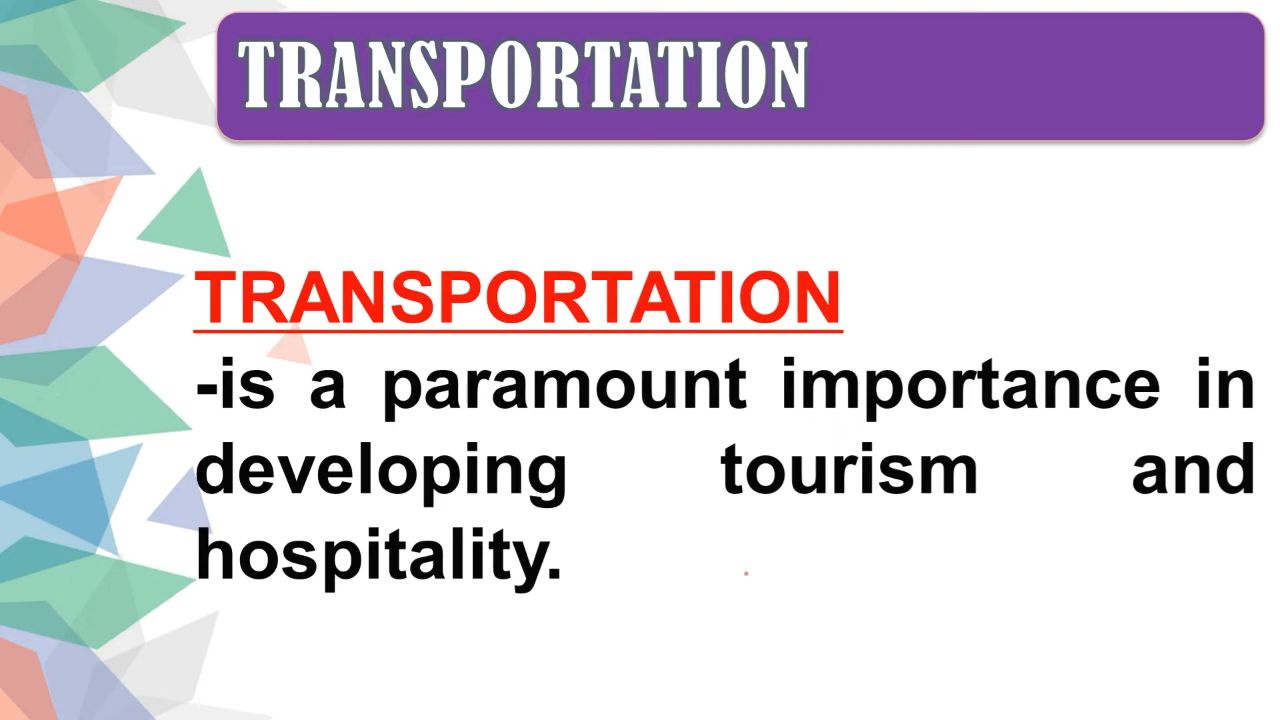 TRANSPORTATION
TRANSPORTATION
-is a paramount importance in
developing tourism and
hospitality.